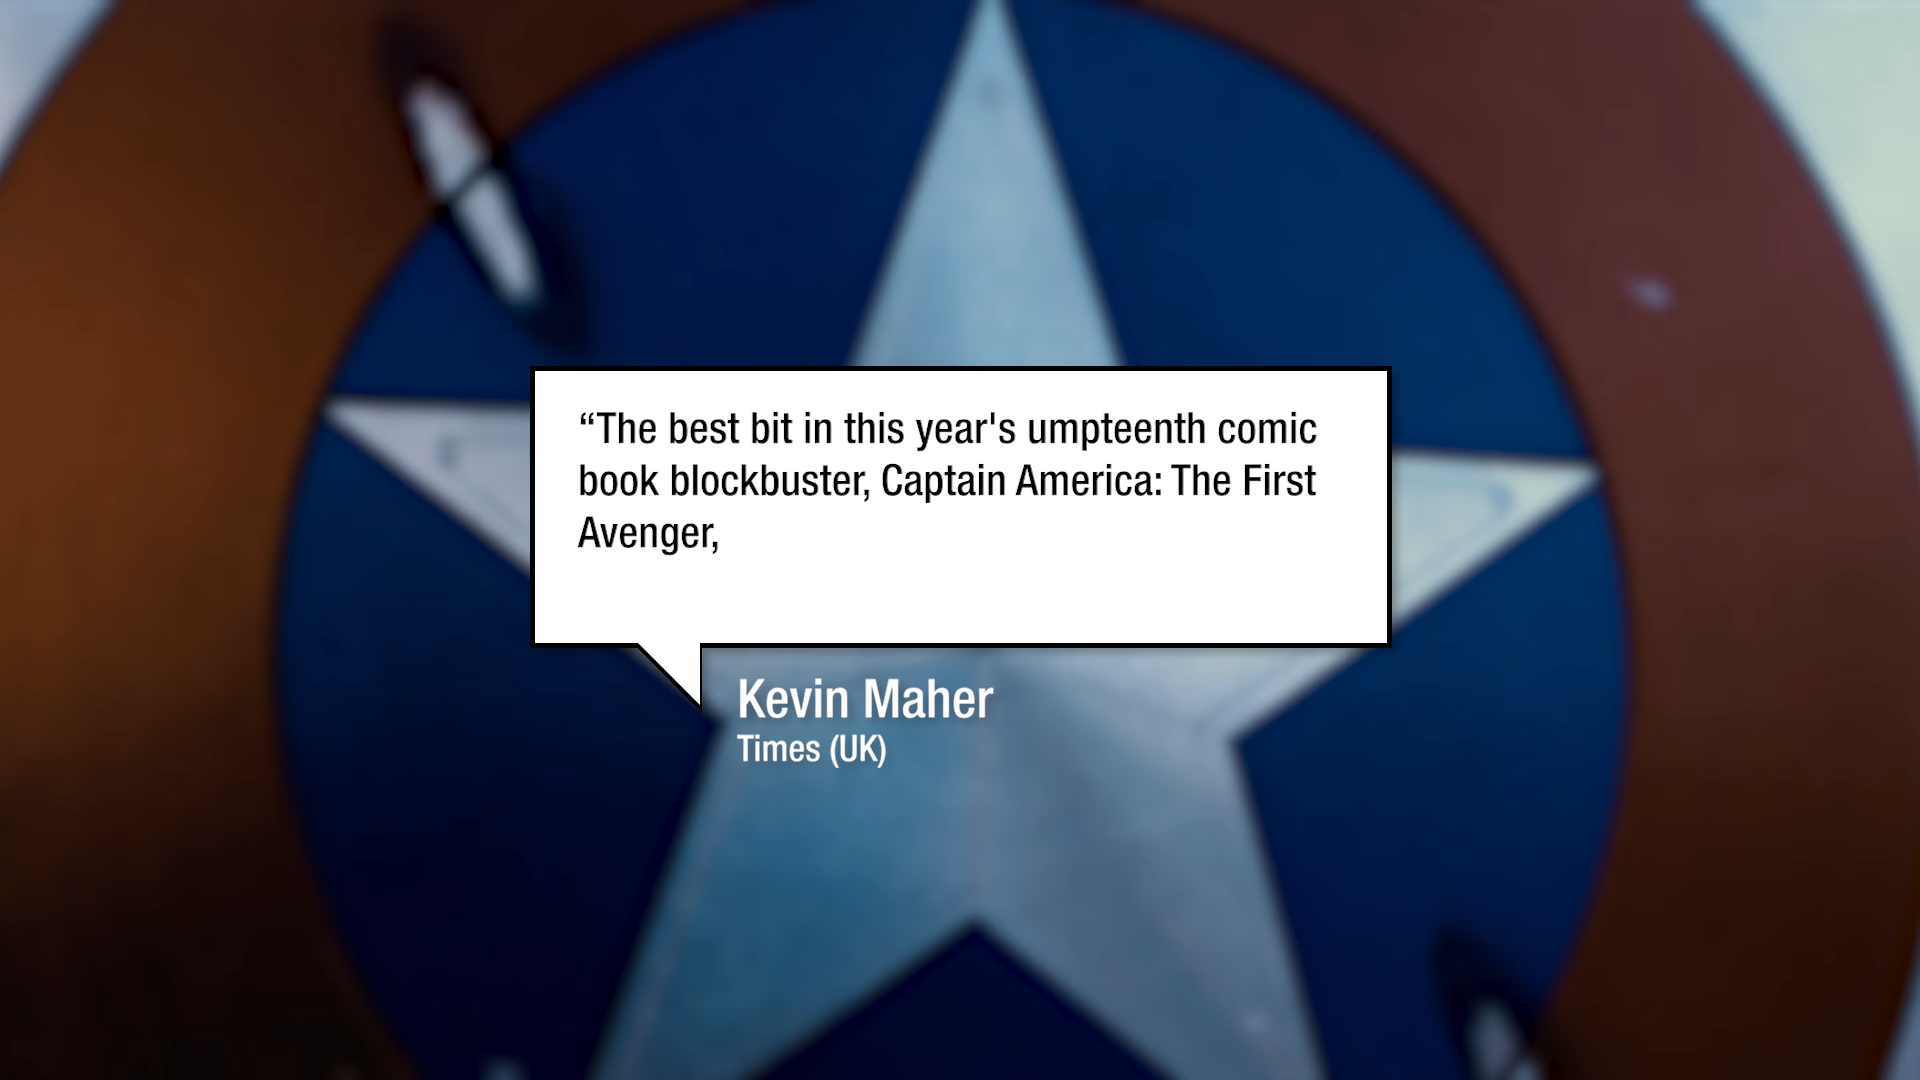 “The best bit in this year's umpteenth comic
book blockbuster, Captain America: The First
Avenger,
Kevin Maher
Times (UK)